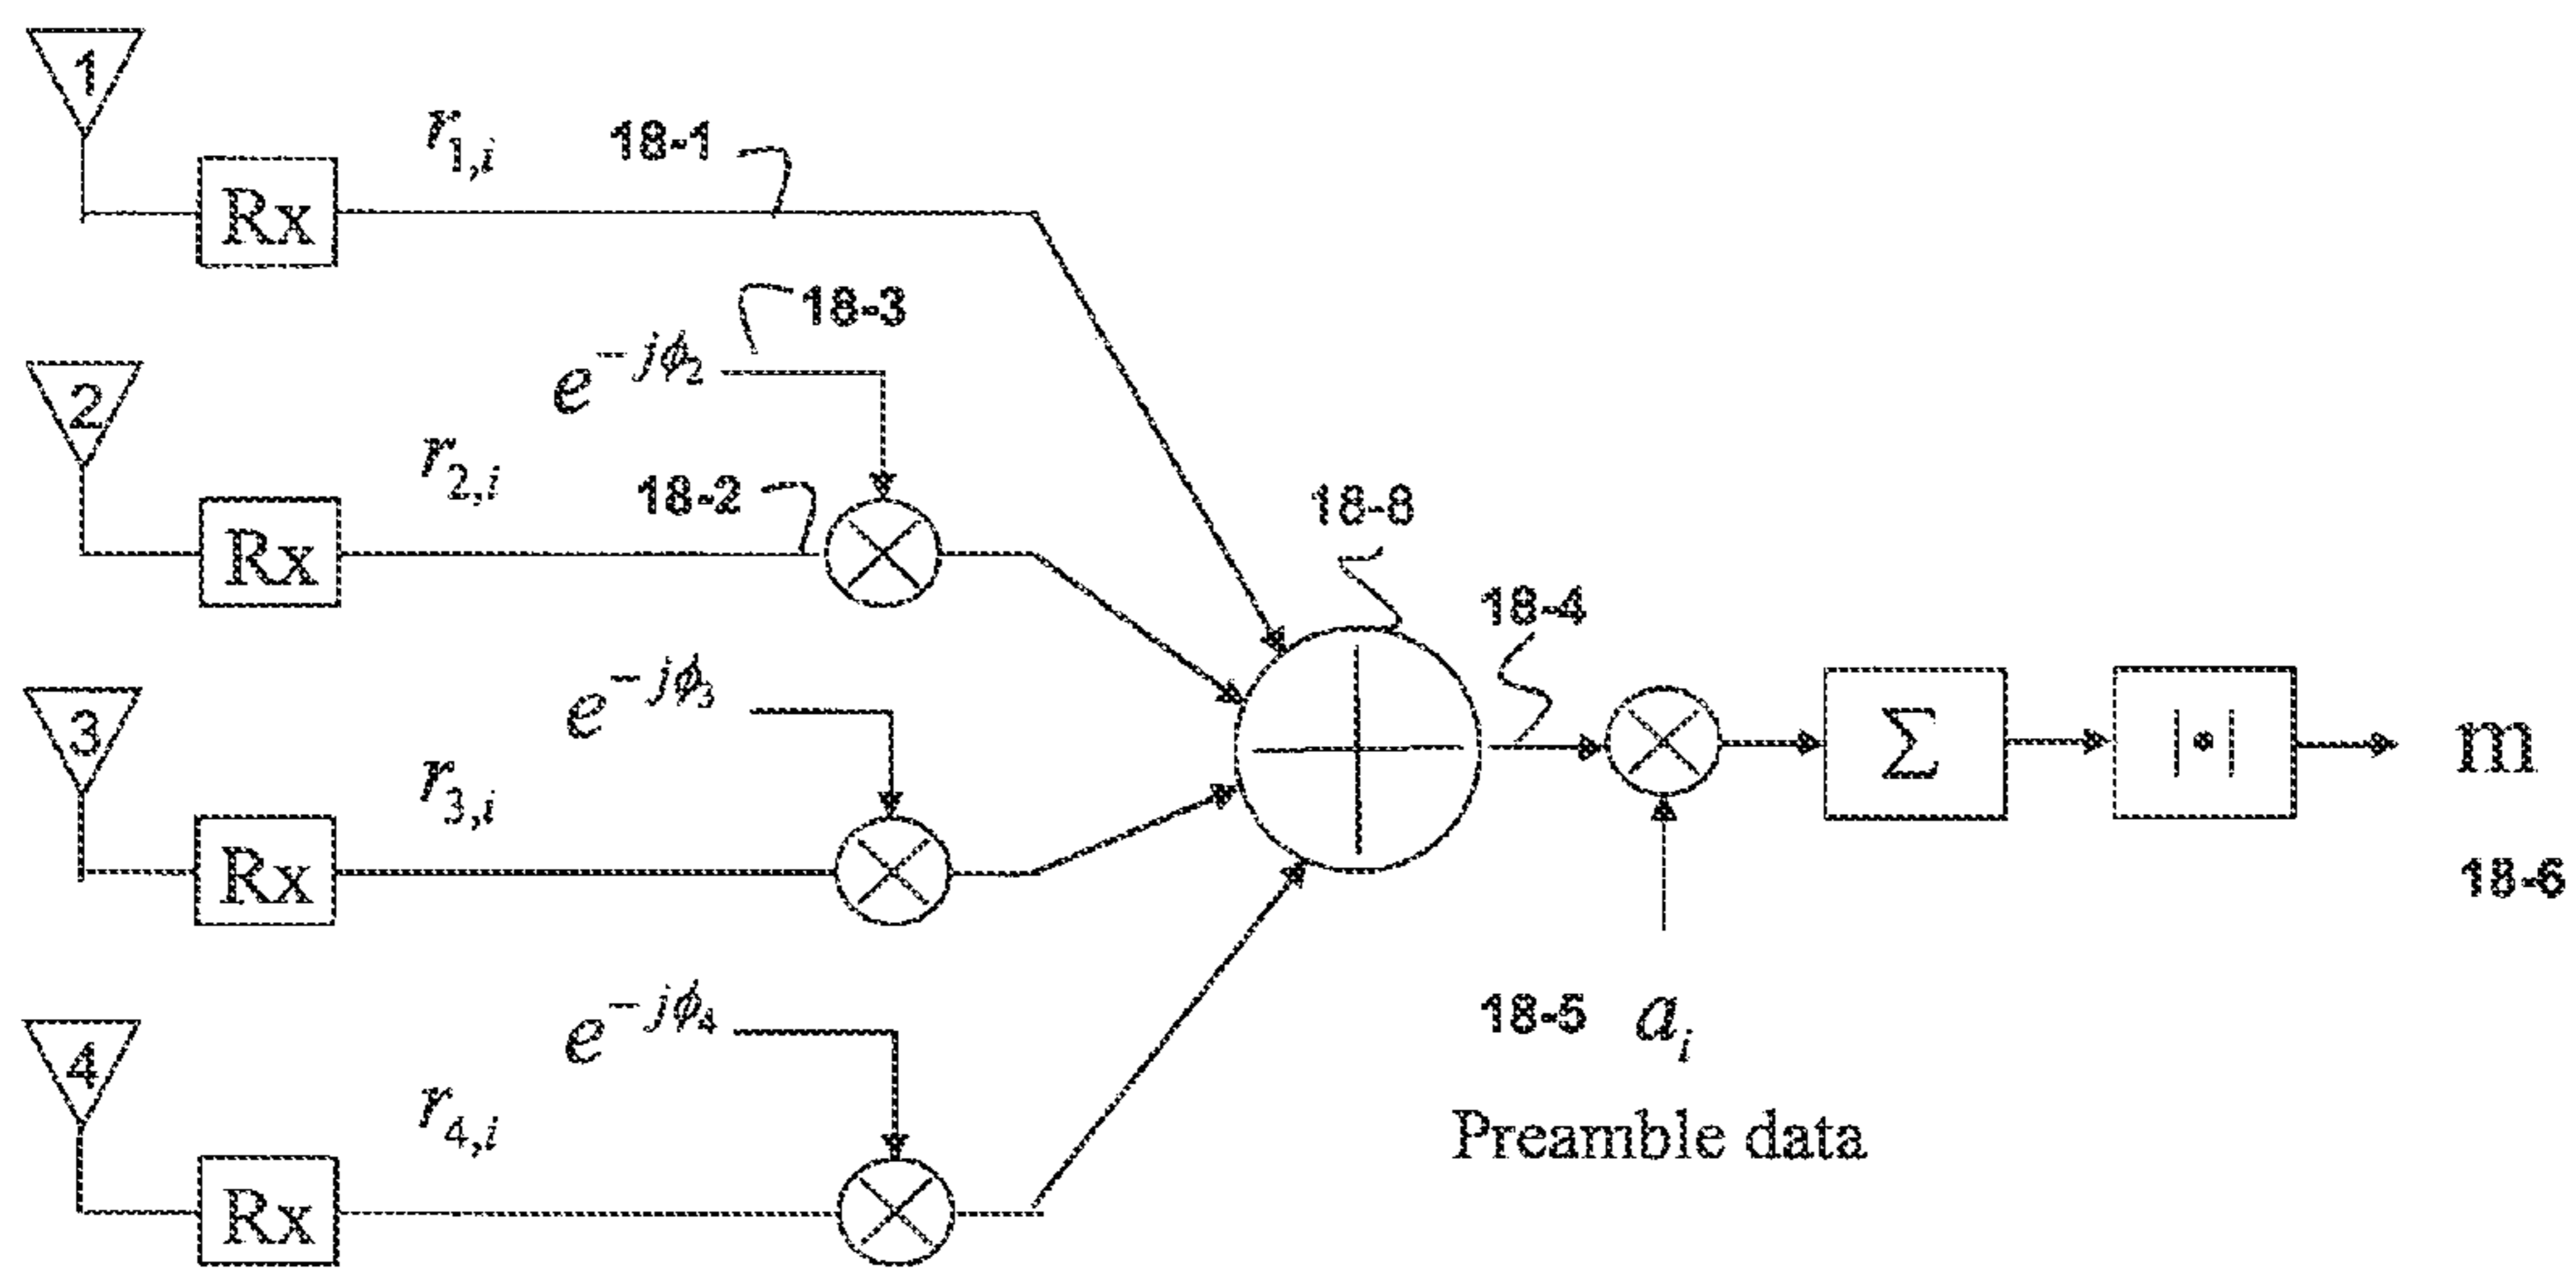 1
r1,i
18-1
Rx
18-3
e^-jϕ2
2
r2,i
18-2
Rx
18-8
18-4
e^-jϕ3
3
r3,i
Rx
Σ
|•|
m
18-6
e^-jϕ4
4
r4,i
Rx
18-5 ai
Preamble data